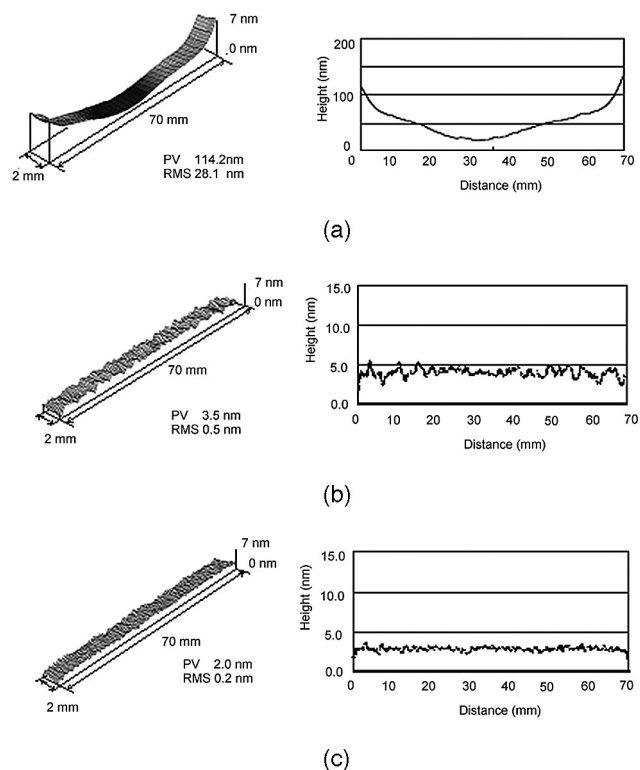 7 nm
0 nm
70 mm
2 mm
PV 114.2nm
RMS 28.1 nm
Height (nm)
200
100
0
0 10 20 30 40 50 60 70
Distance (mm)
(a)
7 nm
0 nm
70 mm
2 mm
PV 3.5 nm
RMS 0.5 nm
Height (nm)
15.0
10.0
5.0
0.0
0 10 20 30 40 50 60 70
Distance (mm)
(b)
7 nm
0 nm
70 mm
2 mm
PV 2.0 nm
RMS 0.2 nm
Height (nm)
15.0
10.0
5.0
0.0
0 10 20 30 40 50 60 70
Distance (mm)
(c)